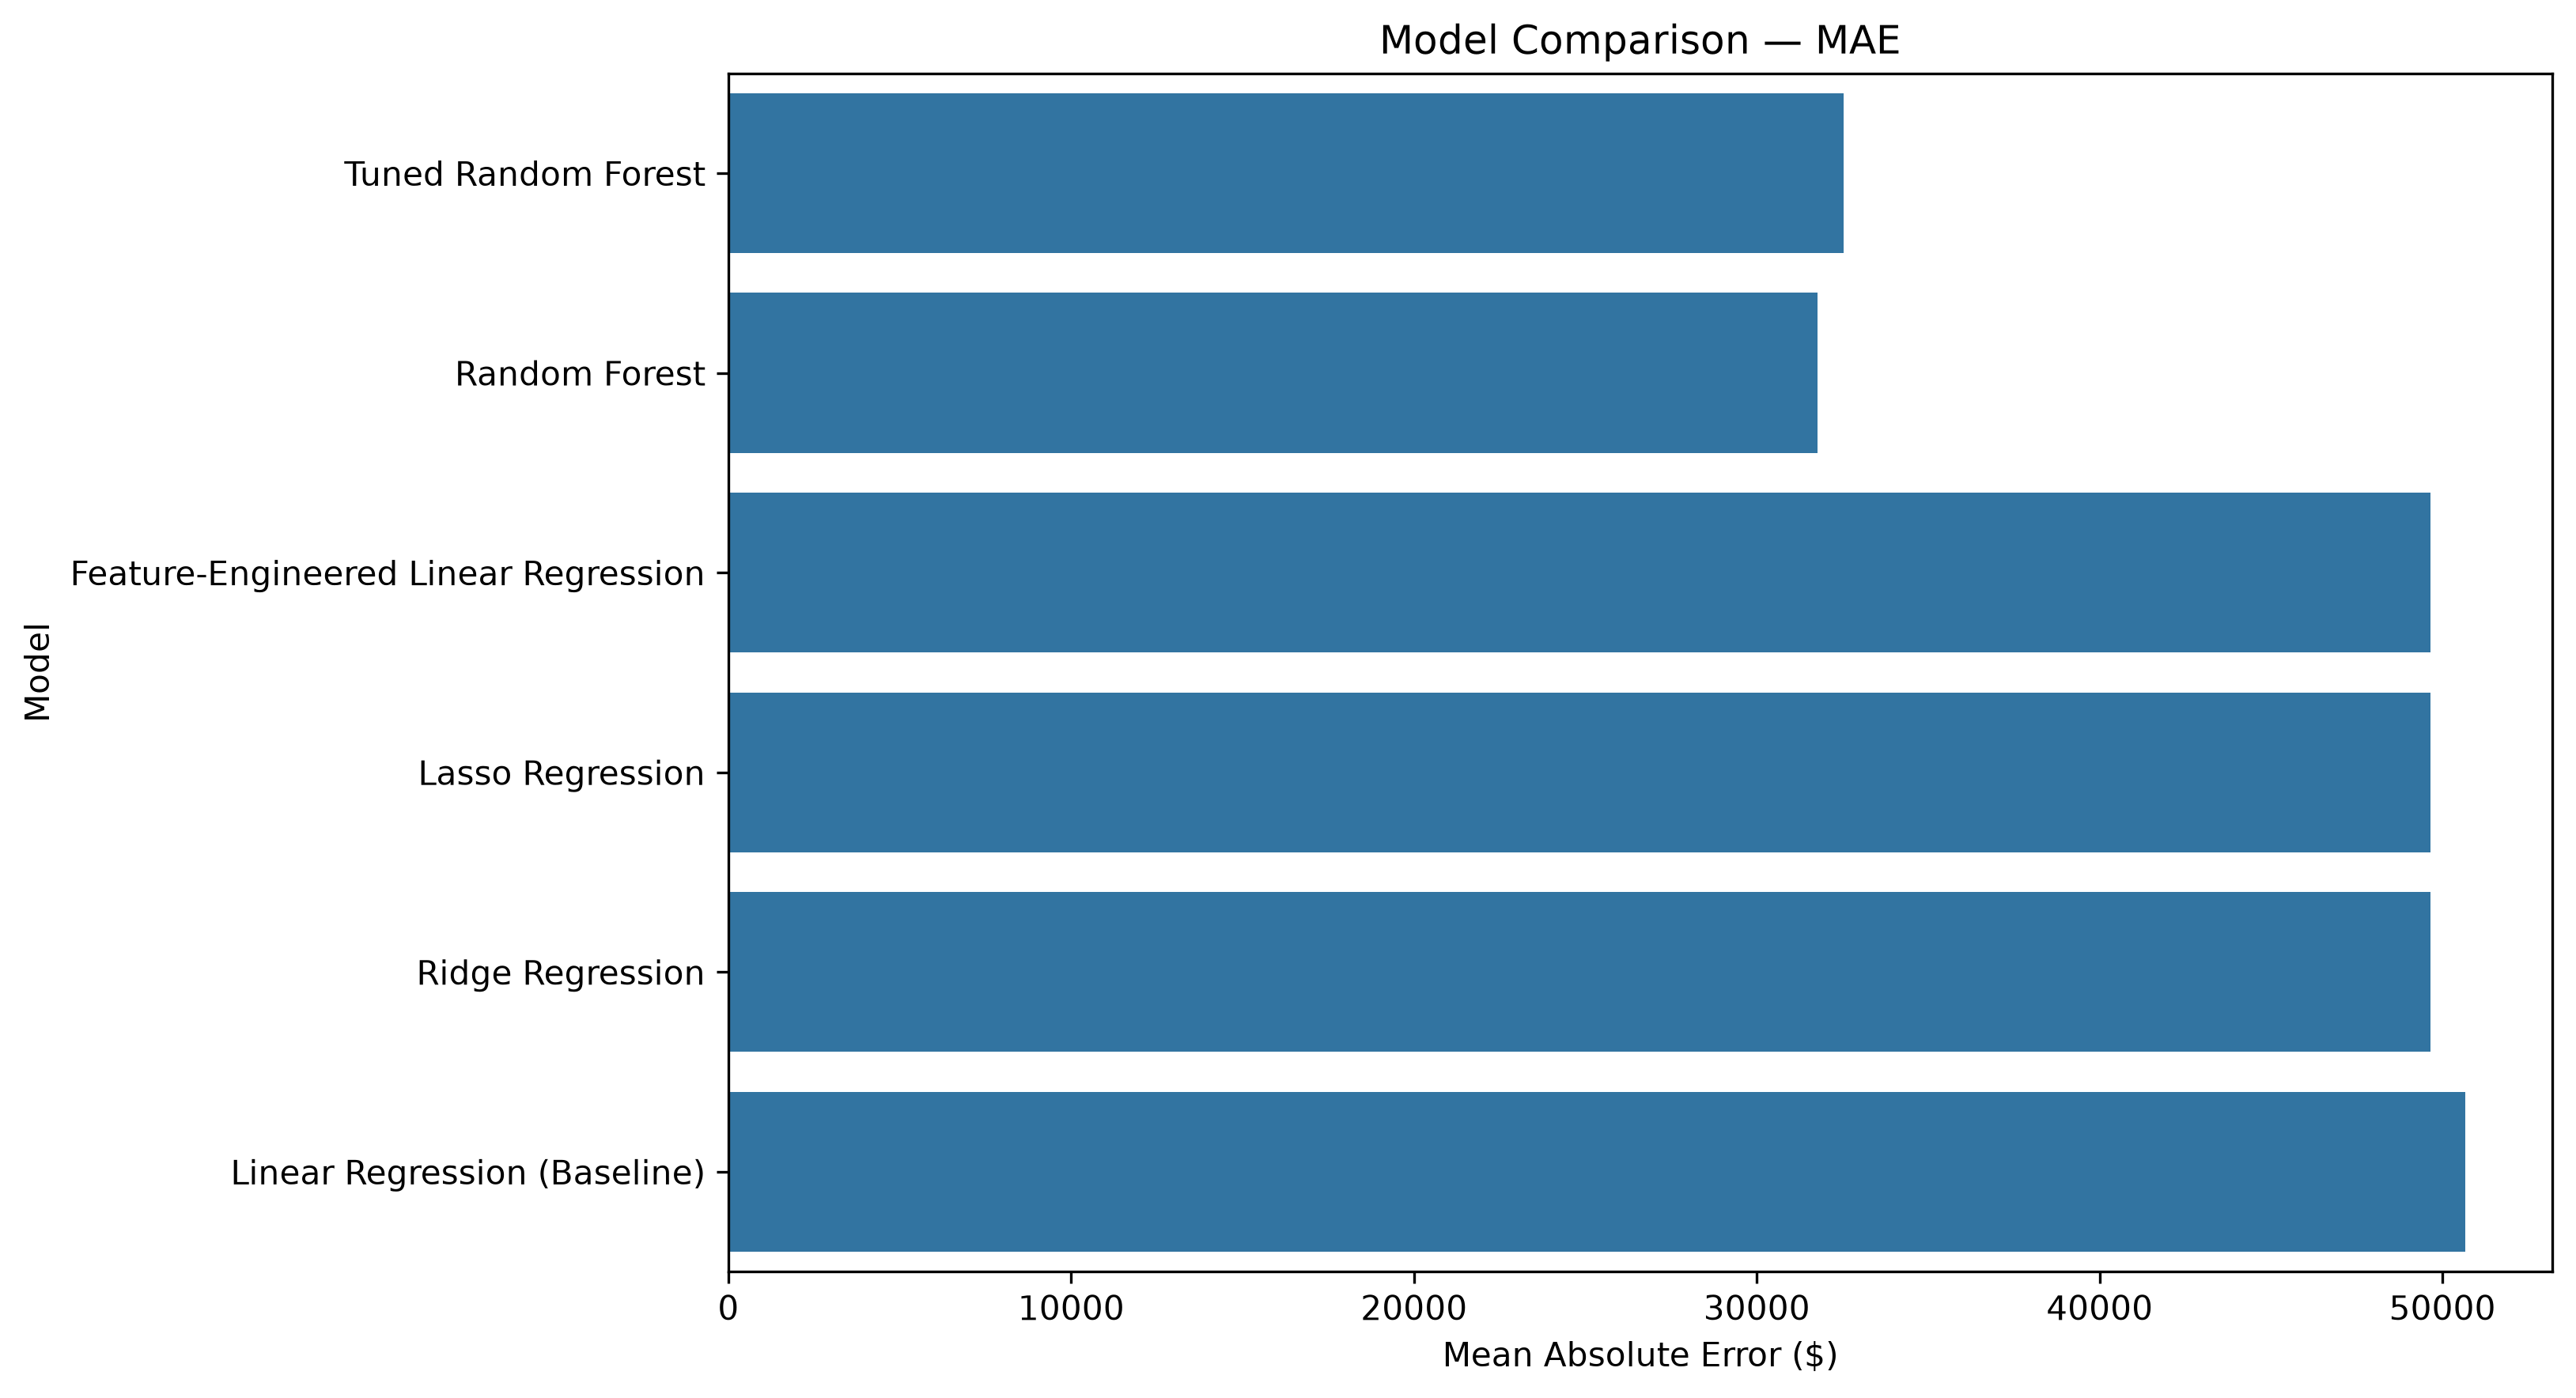 Model Comparison — MAE
Model
Tuned Random Forest
Random Forest
Feature-Engineered Linear Regression
Lasso Regression
Ridge Regression
Linear Regression (Baseline)
0 10000 20000 30000 40000 50000
Mean Absolute Error ($)